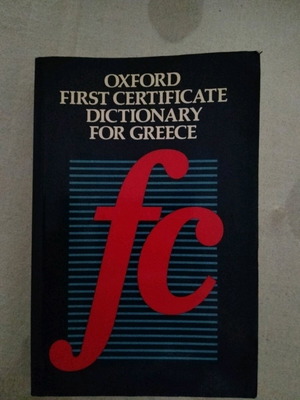 OXFORD
FIRST CERTIFICATE
DICTIONARY
FOR GREECE
fc